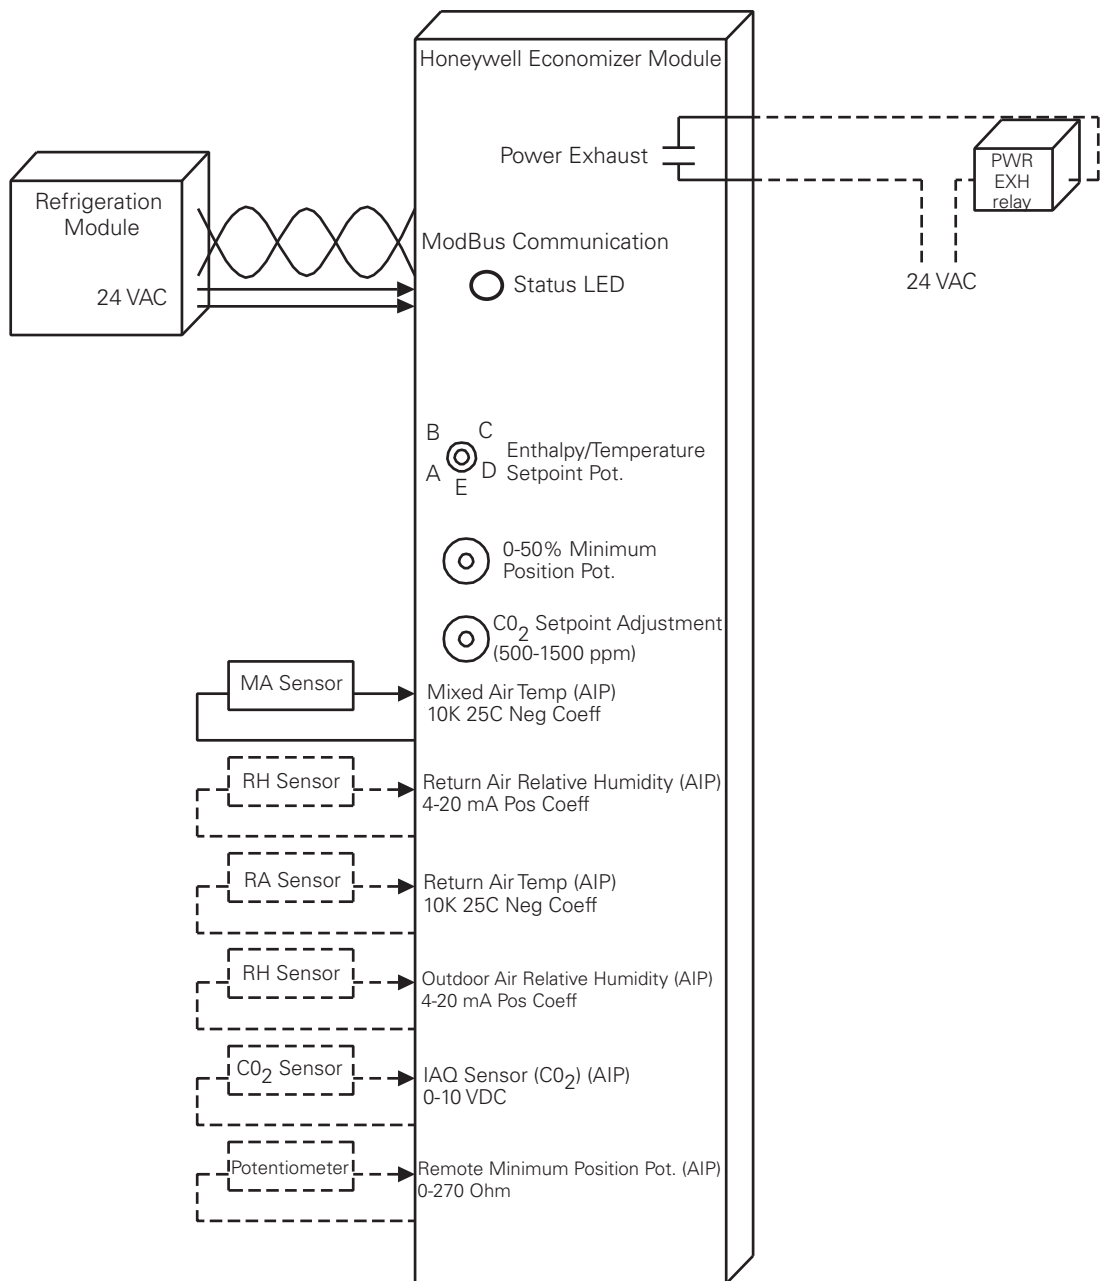 Honeywell Economizer Module
Power Exhaust
PWR
EXH
relay
24 VAC
Refrigeration
Module
24 VAC
ModBus Communication
Status LED
B
C
A
D
E
Enthalpy/Temperature
Setpoint Pot.
0-50% Minimum
Position Pot.
C0₂ Setpoint Adjustment
(500-1500 ppm)
MA Sensor
Mixed Air Temp (AIP)
10K 25C Neg Coeff
RH Sensor
Return Air Relative Humidity (AIP)
4-20 mA Pos Coeff
RA Sensor
Return Air Temp (AIP)
10K 25C Neg Coeff
RH Sensor
Outdoor Air Relative Humidity (AIP)
4-20 mA Pos Coeff
C0₂ Sensor
IAQ Sensor (C0₂) (AIP)
0-10 VDC
Potentiometer
Remote Minimum Position Pot. (AIP)
0-270 Ohm